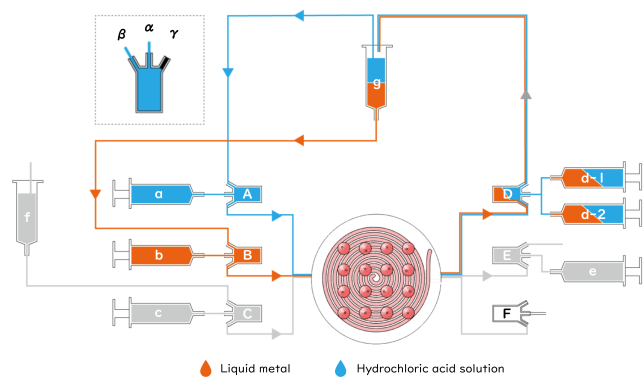 β α γ
g
a A D d-1
d-2
f
b B E e
c C F
Liquid metal Hydrochloric acid solution